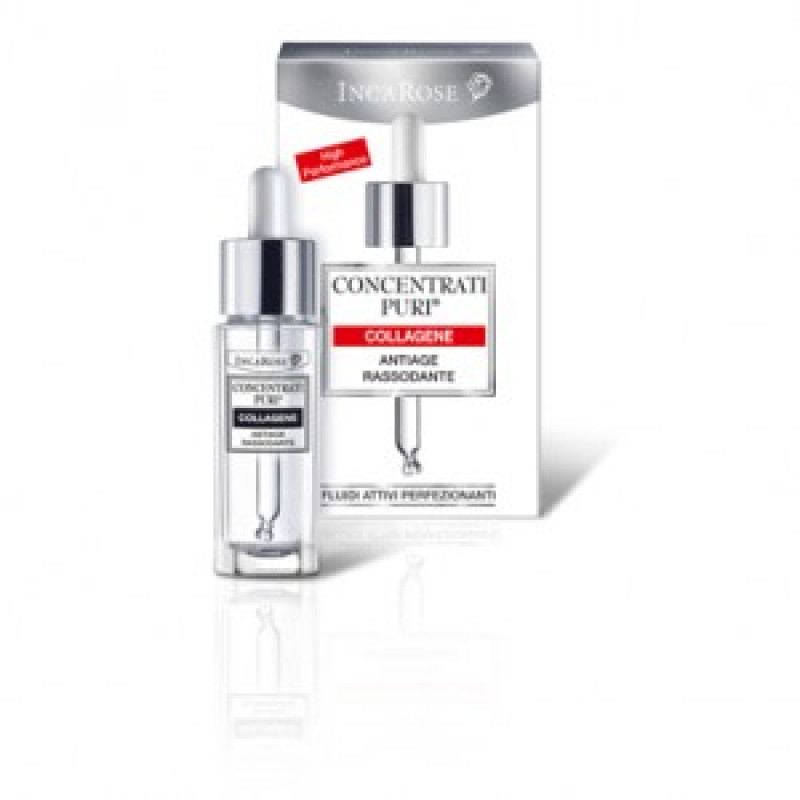 INCAROSE
High
Performance
CONCENTRATI
PURI®
COLLAGENE
ANTIAGE
RASSODANTE
FLUIDI ATTIVI PERFEZIONANTI
INCAROSE
CONCENTRATI
PURI®
COLLAGENE
ANTIAGE
RASSODANTE